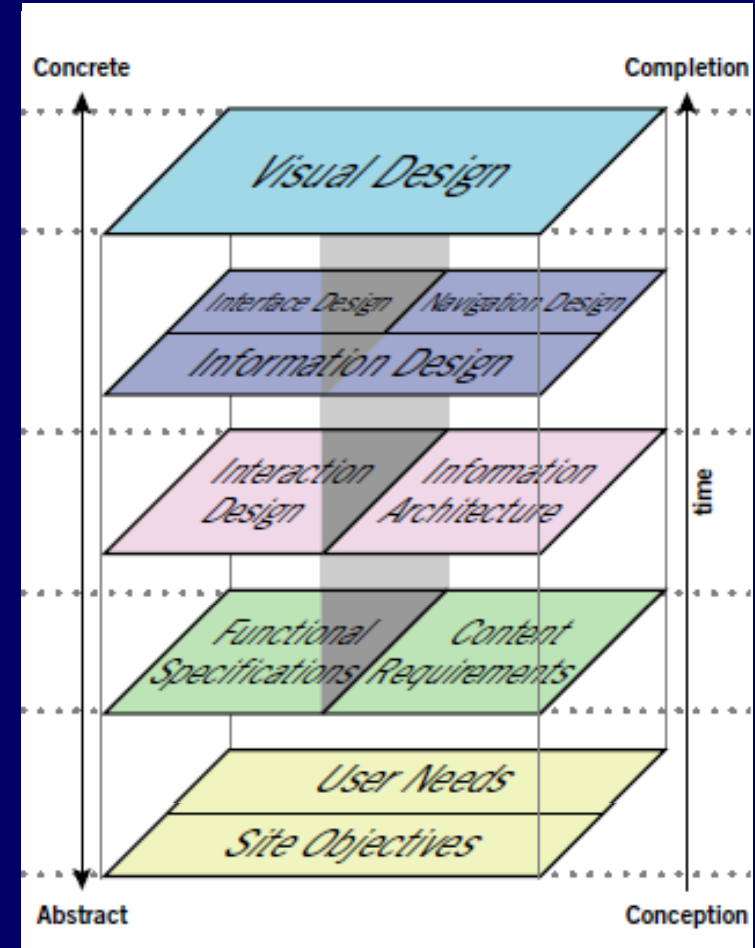 Concrete
Completion
Visual Design
Interface Design
Navigation Design
Information Design
Interaction
Design
Information
Architecture
time
Functional
Specifications
Content
Requirements
User Needs
Site Objectives
Abstract
Conception